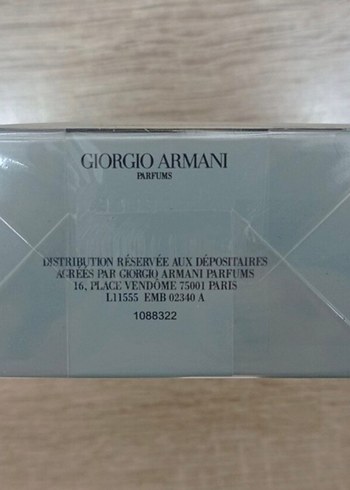 GIORGIO ARMANI
PARFUMS
DISTRIBUTION RÉSERVÉE AUX DÉPOSITAIRES
AGRÉES PAR GIORGIO ARMANI PARFUMS
16, PLACE VENDÔME 75001 PARIS
L11555 EMB 02340 A
1088322